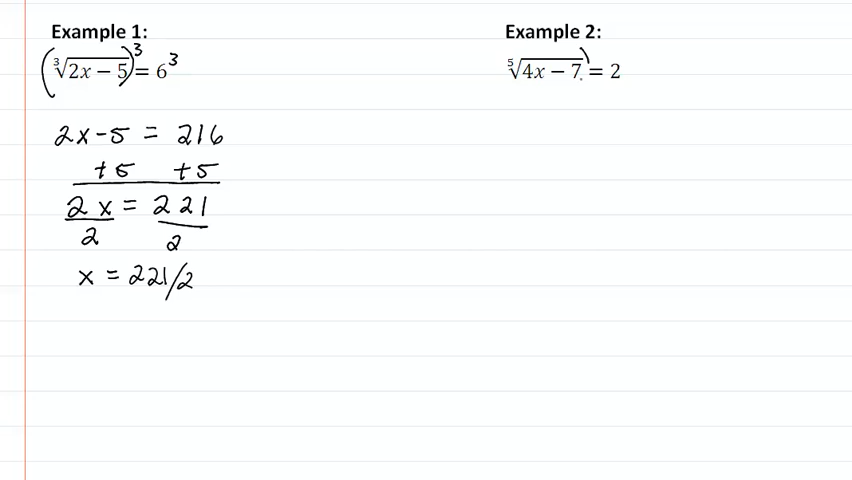 Example 1:
(∛(2x − 5))³ = 6³
2x − 5 = 216
+5 +5
2x = 221
2 2
x = 221/2
Example 2:
⁵√(4x − 7) ) = 2